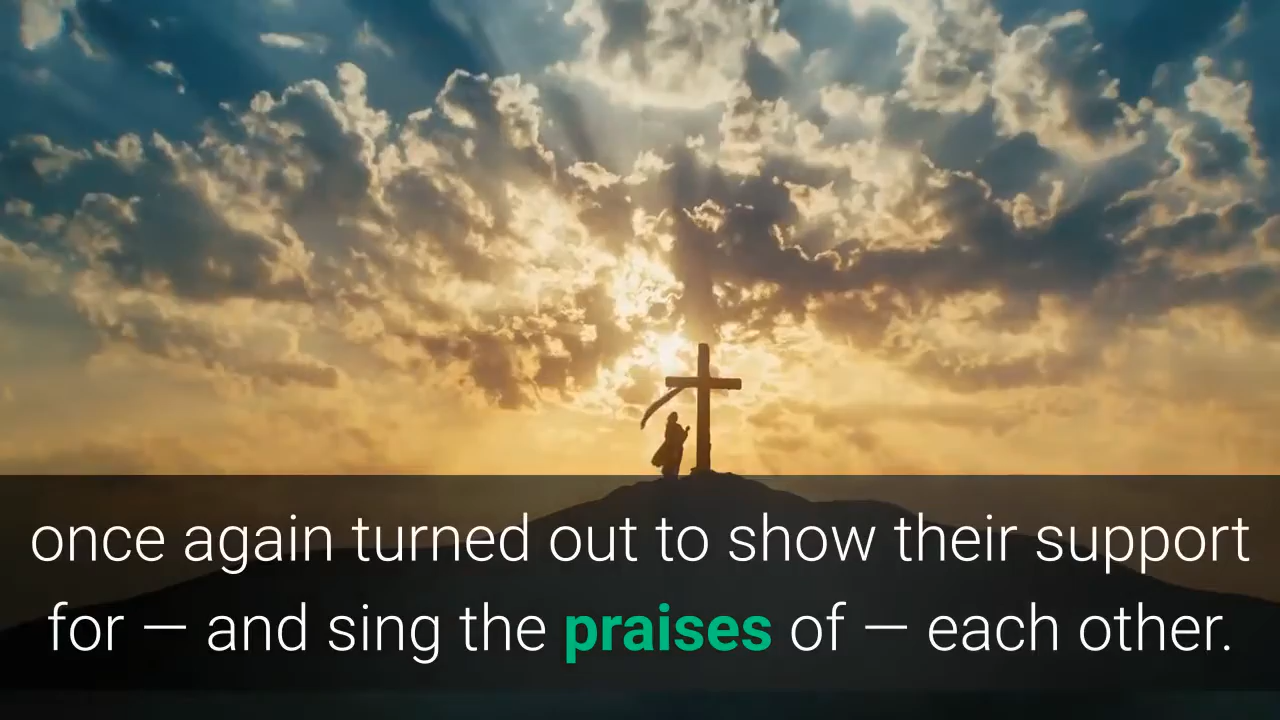 once again turned out to show their support
for — and sing the praises of — each other.